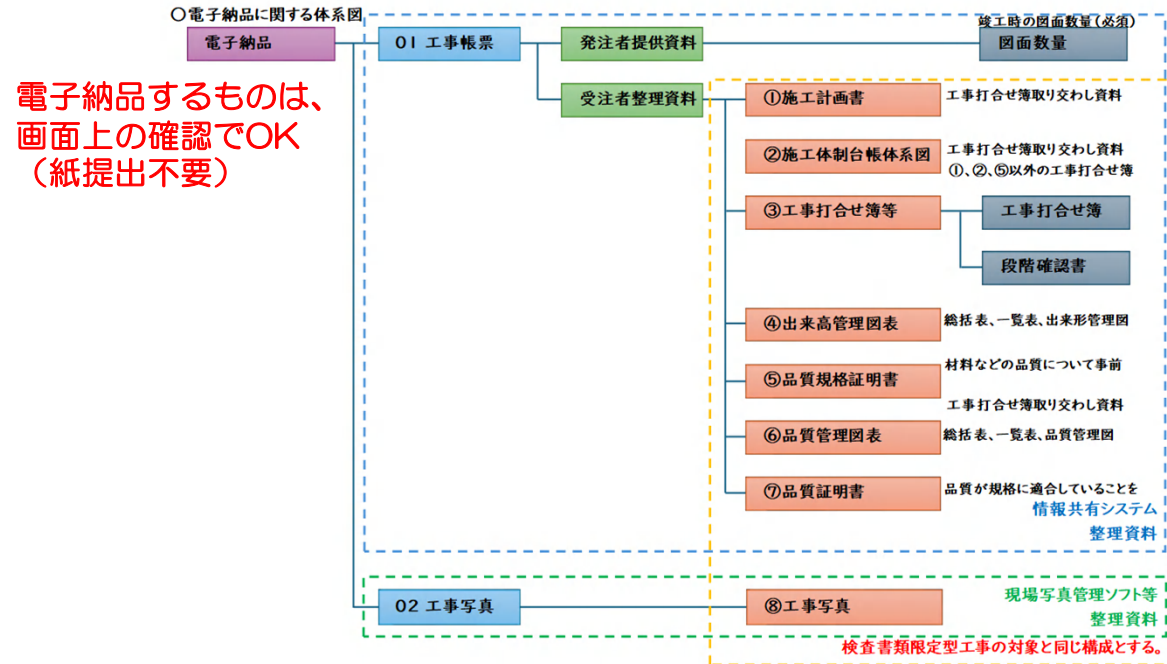 〇電子納品に関する体系図
竣工時の図面数量(必須)
電子納品
01 工事帳票
発注者提供資料
図面数量
電子納品するものは、
画面上の確認でOK
（紙提出不要）
受注者整理資料
①施工計画書
工事打合せ簿取り交わし資料
②施工体制台帳体系図
工事打合せ簿取り交わし資料
①、②、⑤以外の工事打合せ簿
③工事打合せ簿等
工事打合せ簿
段階確認書
④出来高管理図表
総括表、一覧表、出来形管理図
⑤品質規格証明書
材料などの品質について事前
工事打合せ簿取り交わし資料
⑥品質管理図表
総括表、一覧表、品質管理図
⑦品質証明書
品質が規格に適合していることを
情報共有システム
整理資料
02 工事写真
⑧工事写真
現場写真管理ソフト等
整理資料
検査書類限定型工事の対象と同じ構成とする。